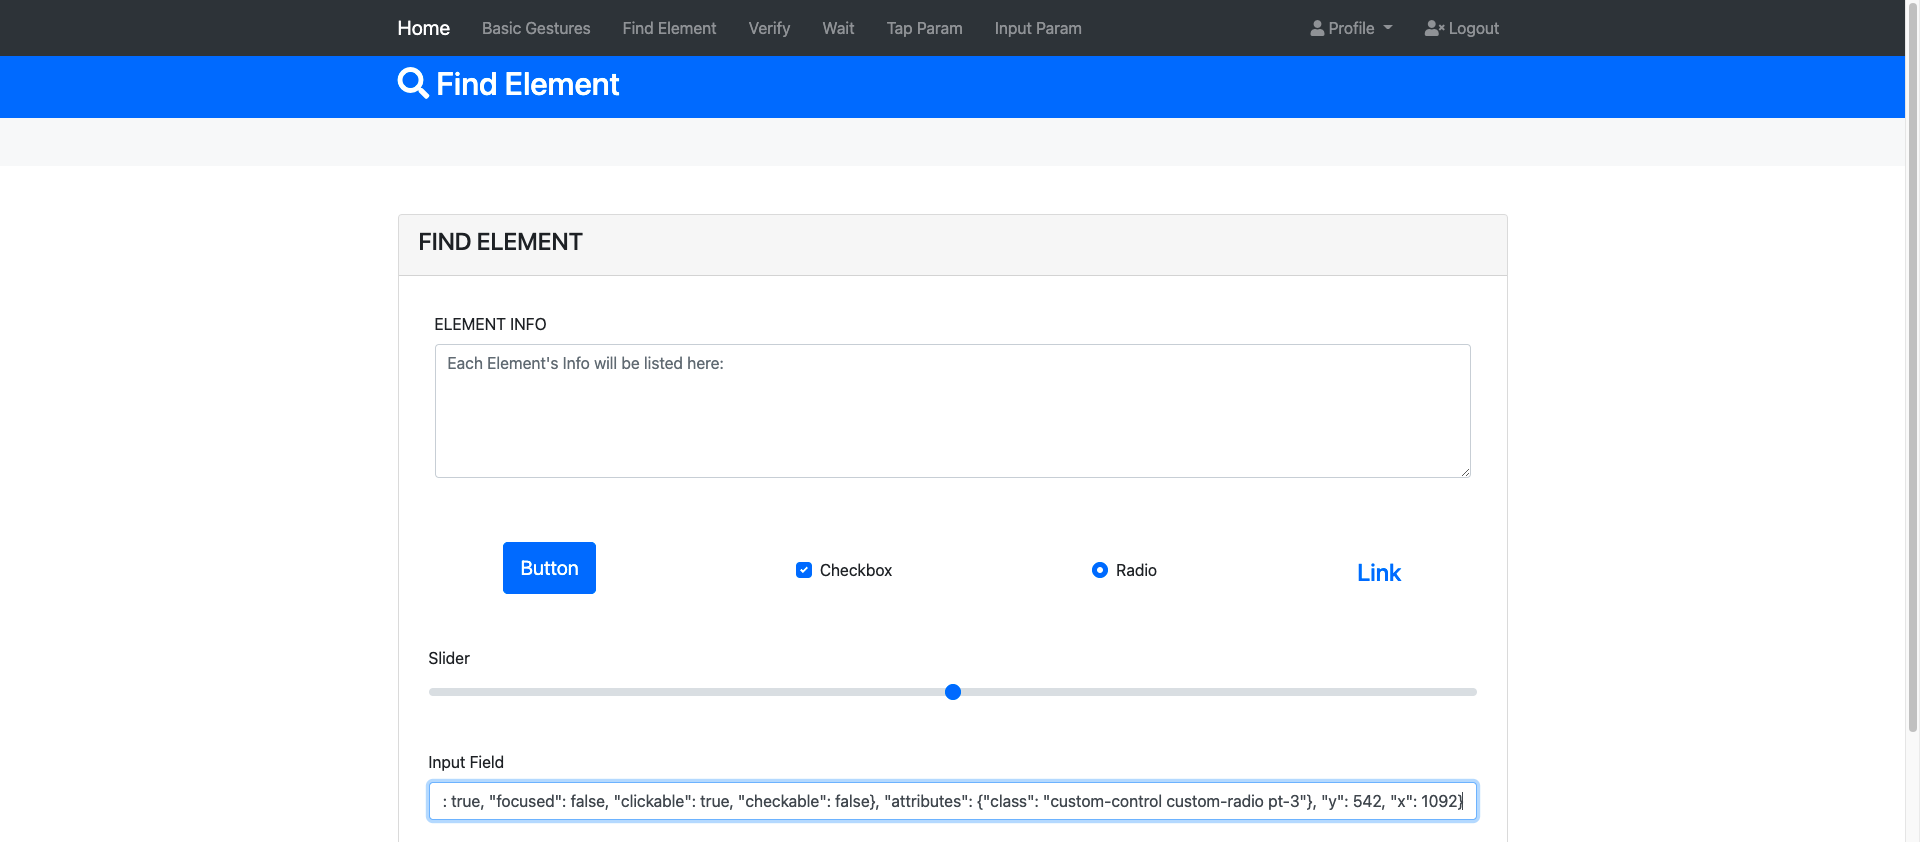 Home Basic Gestures Find Element Verify Wait Tap Param Input Param Profile Logout
Find Element
FIND ELEMENT
ELEMENT INFO
Each Element's Info will be listed here:
Button Checkbox Radio Link
Slider
Input Field
: true, "focused": false, "clickable": true, "checkable": false}, "attributes": {"class": "custom-control custom-radio pt-3"}, "y": 542, "x": 1092}